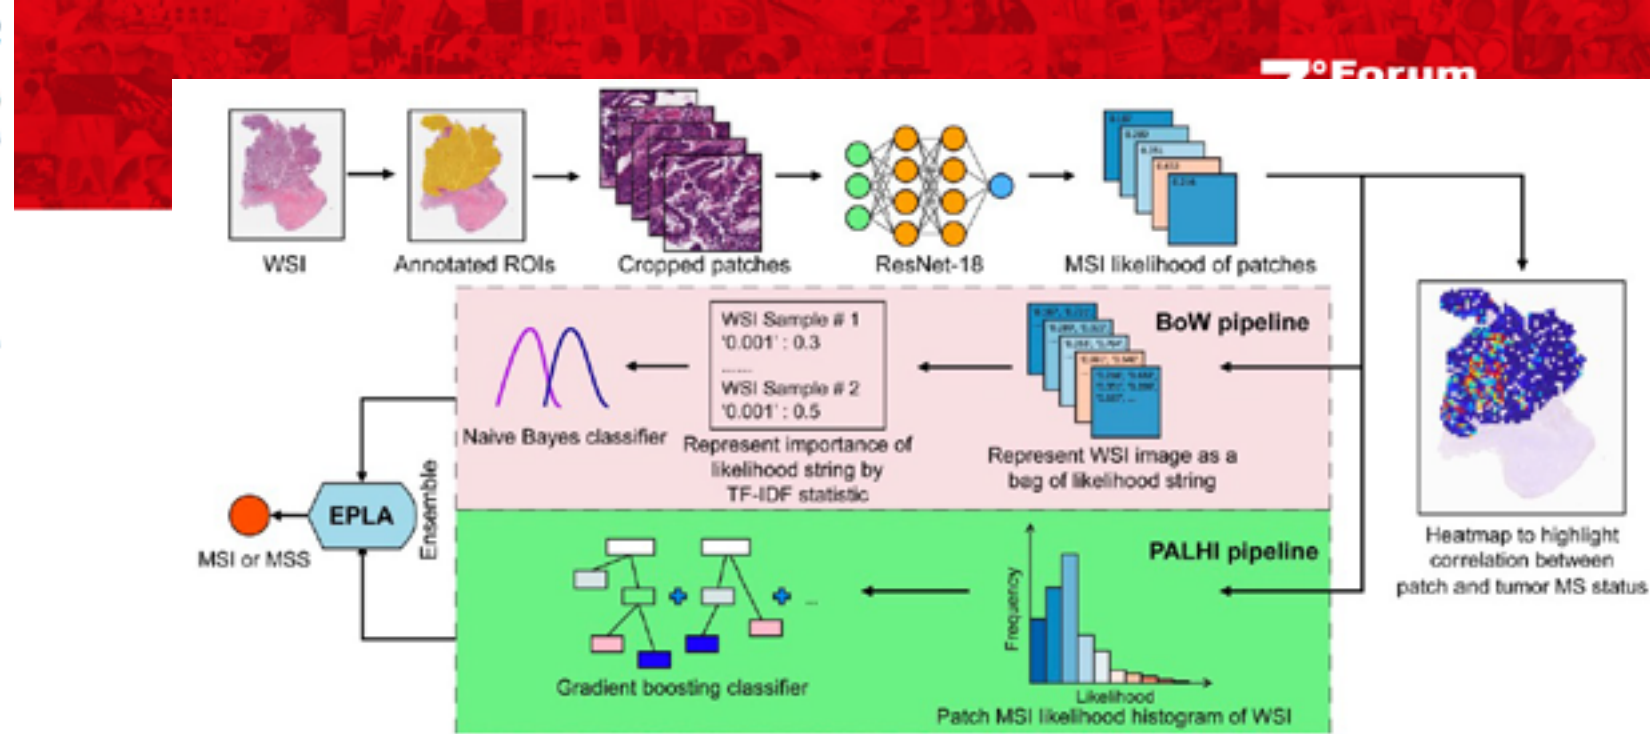 7°Forum
WSI
Annotated ROIs
Cropped patches
ResNet-18
MSI likelihood of patches
BoW pipeline
WSI Sample # 1
'0.001' : 0.3
......
WSI Sample # 2
'0.001' : 0.5
Naive Bayes classifier
Represent importance of
likelihood string by
TF-IDF statistic
Represent WSI image as a
bag of likelihood string
Heatmap to highlight
correlation between
patch and tumor MS status
EPLA
Ensemble
MSI or MSS
PALHI pipeline
...
Gradient boosting classifier
Frequency
Likelihood
Patch MSI likelihood histogram of WSI